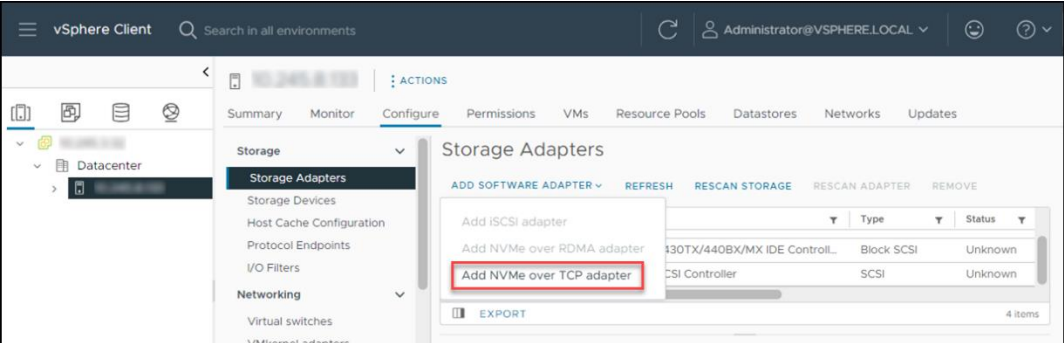 vSphere Client
Search in all environments
Administrator@VSPHERE.LOCAL
ACTIONS
Summary Monitor Configure Permissions VMs Resource Pools Datastores Networks Updates
Datacenter
Storage
Storage Adapters
Storage Devices
Host Cache Configuration
Protocol Endpoints
I/O Filters
Networking
Virtual switches
VMkernel adapters
Storage Adapters
ADD SOFTWARE ADAPTER REFRESH RESCAN STORAGE RESCAN ADAPTER REMOVE
Add iSCSI adapter
Add NVMe over RDMA adapter
Add NVMe over TCP adapter
Type Status
430TX/440BX/MX IDE Controll... Block SCSI Unknown
CSI Controller SCSI Unknown
EXPORT 4 items